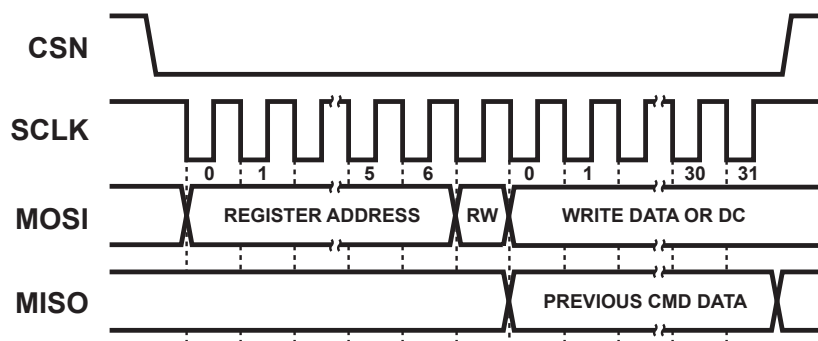 CSN
SCLK
0 1 5 6 0 1 30 31
MOSI REGISTER ADDRESS RW WRITE DATA OR DC
MISO PREVIOUS CMD DATA